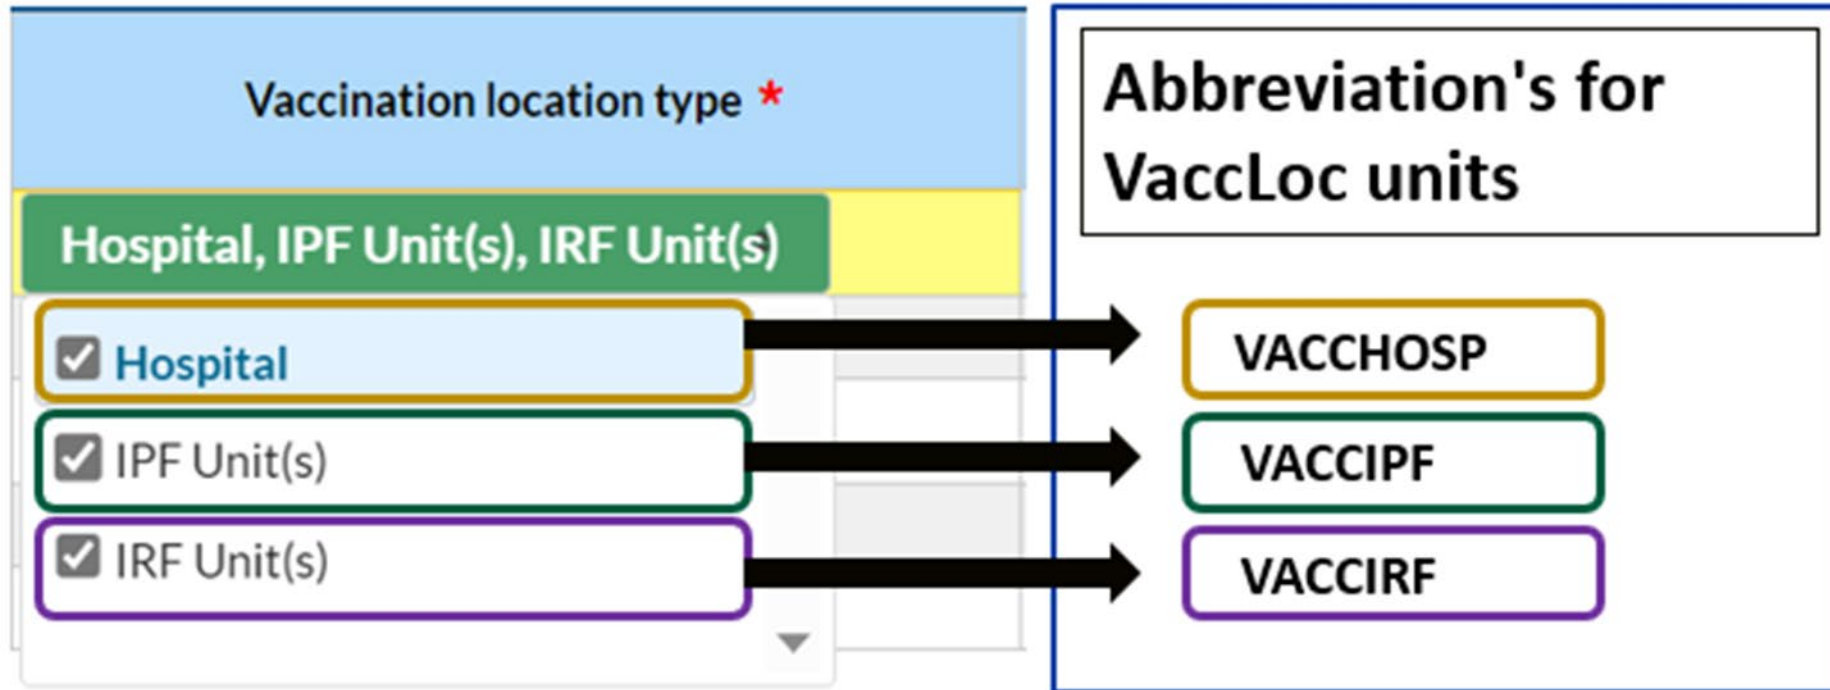 Vaccination location type *
Hospital, IPF Unit(s), IRF Unit(s)
Hospital
IPF Unit(s)
IRF Unit(s)
Abbreviation's for
VaccLoc units
VACCHOSP
VACCIPF
VACCIRF